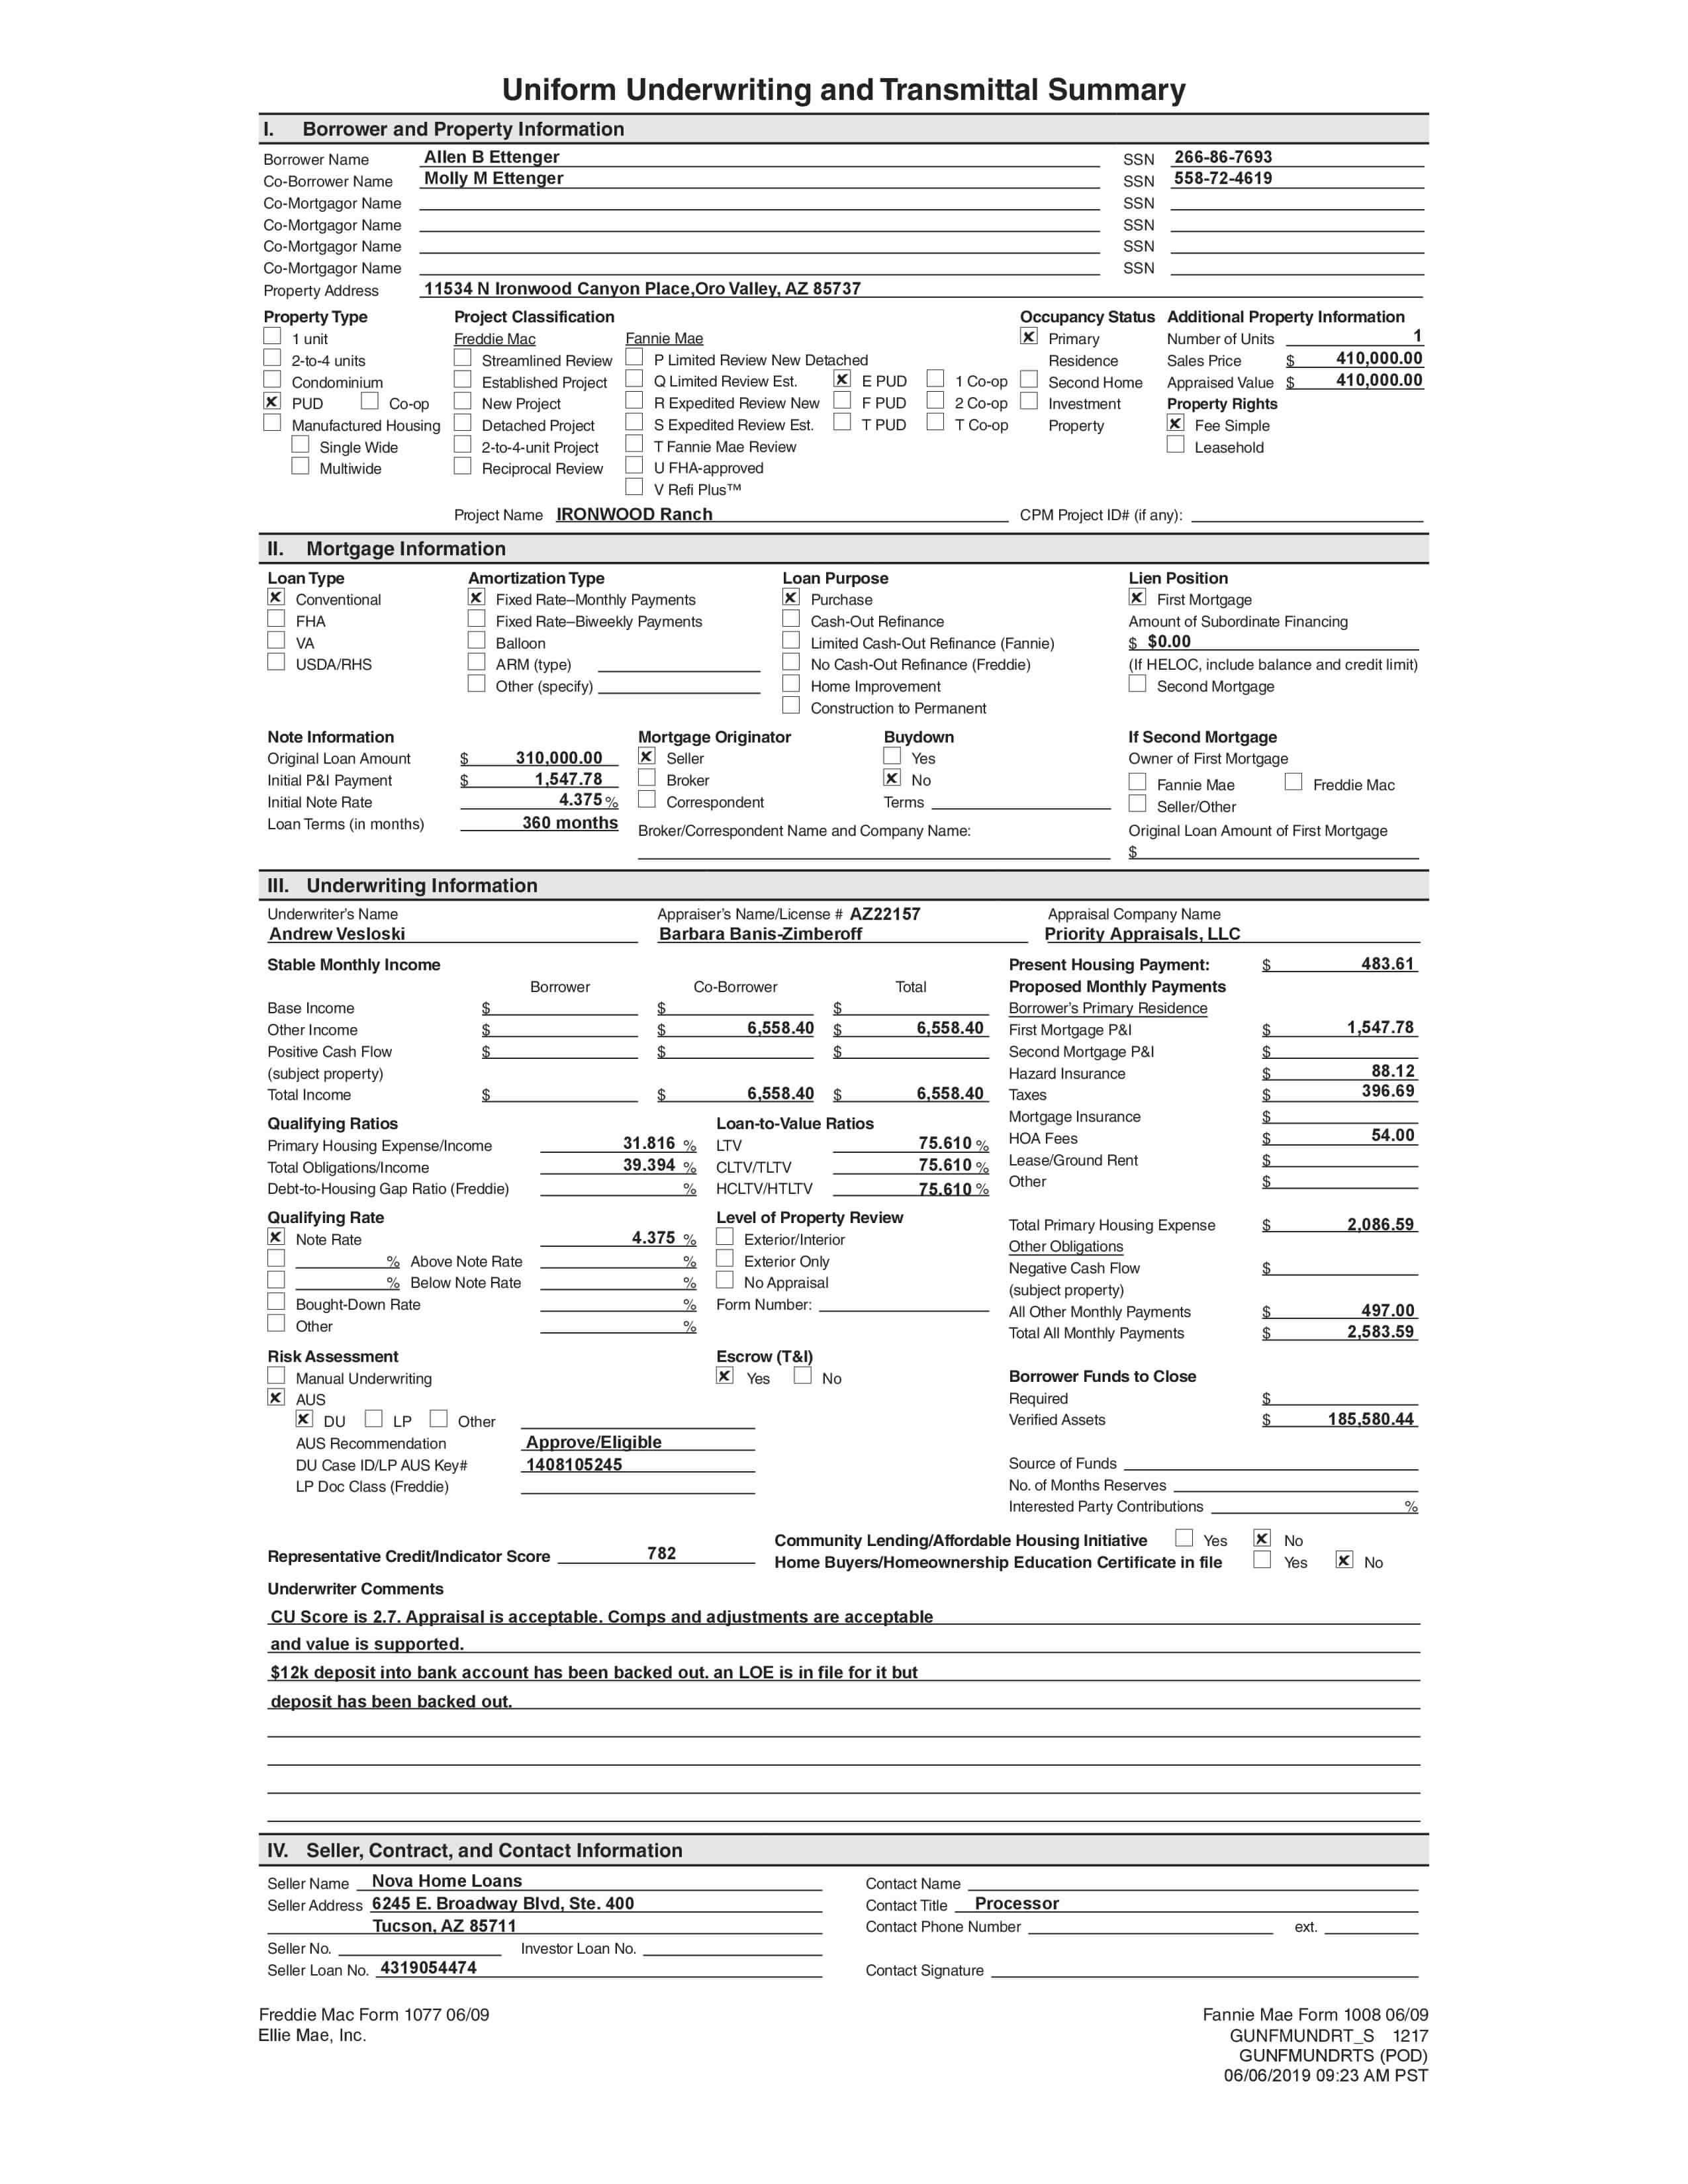 Uniform Underwriting and Transmittal Summary
I. Borrower and Property Information
Borrower Name Allen B Ettenger SSN 266-86-7693
Co-Borrower Name Molly M Ettenger SSN 558-72-4619
Co-Mortgagor Name SSN
Co-Mortgagor Name SSN
Co-Mortgagor Name SSN
Co-Mortgagor Name SSN
Property Address 11534 N Ironwood Canyon Place,Oro Valley, AZ 85737
Property Type Project Classification Occupancy Status Additional Property Information
1 unit Freddie Mac Fannie Mae Primary Number of Units 1
2-to-4 units Streamlined Review P Limited Review New Detached Residence Sales Price $ 410,000.00
Condominium Established Project Q Limited Review Est. E PUD 1 Co-op Second Home Appraised Value $ 410,000.00
PUD Co-op New Project R Expedited Review New F PUD 2 Co-op Investment Property Rights
Manufactured Housing Detached Project S Expedited Review Est. T PUD T Co-op Property Fee Simple
Single Wide 2-to-4-unit Project T Fannie Mae Review Leasehold
Multiwide Reciprocal Review U FHA-approved
V Refi Plus™
Project Name IRONWOOD Ranch CPM Project ID# (if any):
II. Mortgage Information
Loan Type Amortization Type Loan Purpose Lien Position
Conventional Fixed Rate–Monthly Payments Purchase First Mortgage
FHA Fixed Rate–Biweekly Payments Cash-Out Refinance Amount of Subordinate Financing
VA Balloon Limited Cash-Out Refinance (Fannie) $ $0.00
USDA/RHS ARM (type) No Cash-Out Refinance (Freddie) (If HELOC, include balance and credit limit)
Other (specify) Home Improvement Second Mortgage
Construction to Permanent
Note Information Mortgage Originator Buydown If Second Mortgage
Original Loan Amount $ 310,000.00 Seller Yes Owner of First Mortgage
Initial P&I Payment $ 1,547.78 Broker No Fannie Mae Freddie Mac
Initial Note Rate 4.375 % Correspondent Terms Seller/Other
Loan Terms (in months) 360 months Broker/Correspondent Name and Company Name: Original Loan Amount of First Mortgage
$
III. Underwriting Information
Underwriter's Name Appraiser's Name/License # AZ22157 Appraisal Company Name
Andrew Vesloski Barbara Banis-Zimberoff Priority Appraisals, LLC
Stable Monthly Income Present Housing Payment: $ 483.61
Borrower Co-Borrower Total Proposed Monthly Payments
Base Income $ $ $ Borrower's Primary Residence
Other Income $ $ 6,558.40 $ 6,558.40 First Mortgage P&I $ 1,547.78
Positive Cash Flow $ $ $ Second Mortgage P&I $
(subject property) Hazard Insurance $ 88.12
Total Income $ $ 6,558.40 $ 6,558.40 Taxes $ 396.69
Qualifying Ratios Loan-to-Value Ratios Mortgage Insurance $
Primary Housing Expense/Income 31.816 % LTV 75.610 % HOA Fees $ 54.00
Total Obligations/Income 39.394 % CLTV/TLTV 75.610 % Lease/Ground Rent $
Debt-to-Housing Gap Ratio (Freddie) % HCLTV/HTLTV 75.610 % Other $
Qualifying Rate Level of Property Review Total Primary Housing Expense $ 2,086.59
Note Rate 4.375 % Exterior/Interior Other Obligations
% Above Note Rate % Exterior Only Negative Cash Flow $
% Below Note Rate % No Appraisal (subject property)
Bought-Down Rate % Form Number: All Other Monthly Payments $ 497.00
Other % Total All Monthly Payments $ 2,583.59
Risk Assessment Escrow (T&I)
Manual Underwriting Yes No Borrower Funds to Close
AUS Required $
DU LP Other Verified Assets $ 185,580.44
AUS Recommendation Approve/Eligible
DU Case ID/LP AUS Key# 1408105245 Source of Funds
LP Doc Class (Freddie) No. of Months Reserves
Interested Party Contributions %
Community Lending/Affordable Housing Initiative Yes No
Representative Credit/Indicator Score 782 Home Buyers/Homeownership Education Certificate in file Yes No
Underwriter Comments
CU Score is 2.7. Appraisal is acceptable. Comps and adjustments are acceptable
and value is supported.
$12k deposit into bank account has been backed out. an LOE is in file for it but
deposit has been backed out.
IV. Seller, Contract, and Contact Information
Seller Name Nova Home Loans Contact Name
Seller Address 6245 E. Broadway Blvd, Ste. 400 Contact Title Processor
Tucson, AZ 85711 Contact Phone Number ext.
Seller No. Investor Loan No.
Seller Loan No. 4319054474 Contact Signature
Freddie Mac Form 1077 06/09 Fannie Mae Form 1008 06/09
Ellie Mae, Inc. GUNFMUNDRT_S 1217
GUNFMUNDRTS (POD)
06/06/2019 09:23 AM PST